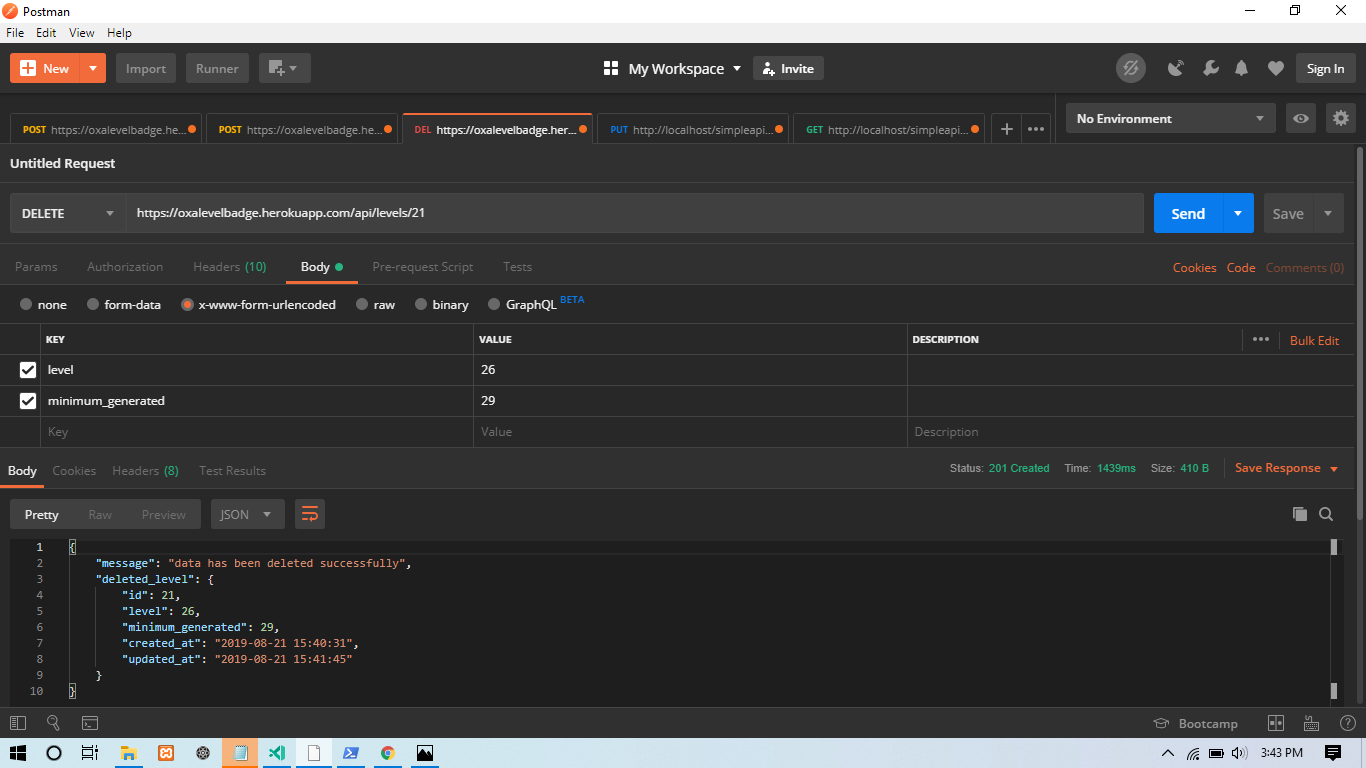 Postman
File Edit View Help
New Import Runner My Workspace Invite Sign In
POST https://oxalevelbadge.he... POST https://oxalevelbadge.he... DEL https://oxalevelbadge.her... PUT http://localhost/simpleapi... GET http://localhost/simpleapi... No Environment
Untitled Request
DELETE https://oxalevelbadge.herokuapp.com/api/levels/21 Send Save
Params Authorization Headers (10) Body Pre-request Script Tests Cookies Code Comments (0)
none form-data x-www-form-urlencoded raw binary GraphQL BETA
KEY VALUE DESCRIPTION Bulk Edit
level 26
minimum_generated 29
Key Value Description
Body Cookies Headers (8) Test Results Status: 201 Created Time: 1439ms Size: 410 B Save Response
Pretty Raw Preview JSON
1 {
2 "message": "data has been deleted successfully",
3 "deleted_level": {
4 "id": 21,
5 "level": 26,
6 "minimum_generated": 29,
7 "created_at": "2019-08-21 15:40:31",
8 "updated_at": "2019-08-21 15:41:45"
9 }
10 }
Bootcamp
3:43 PM